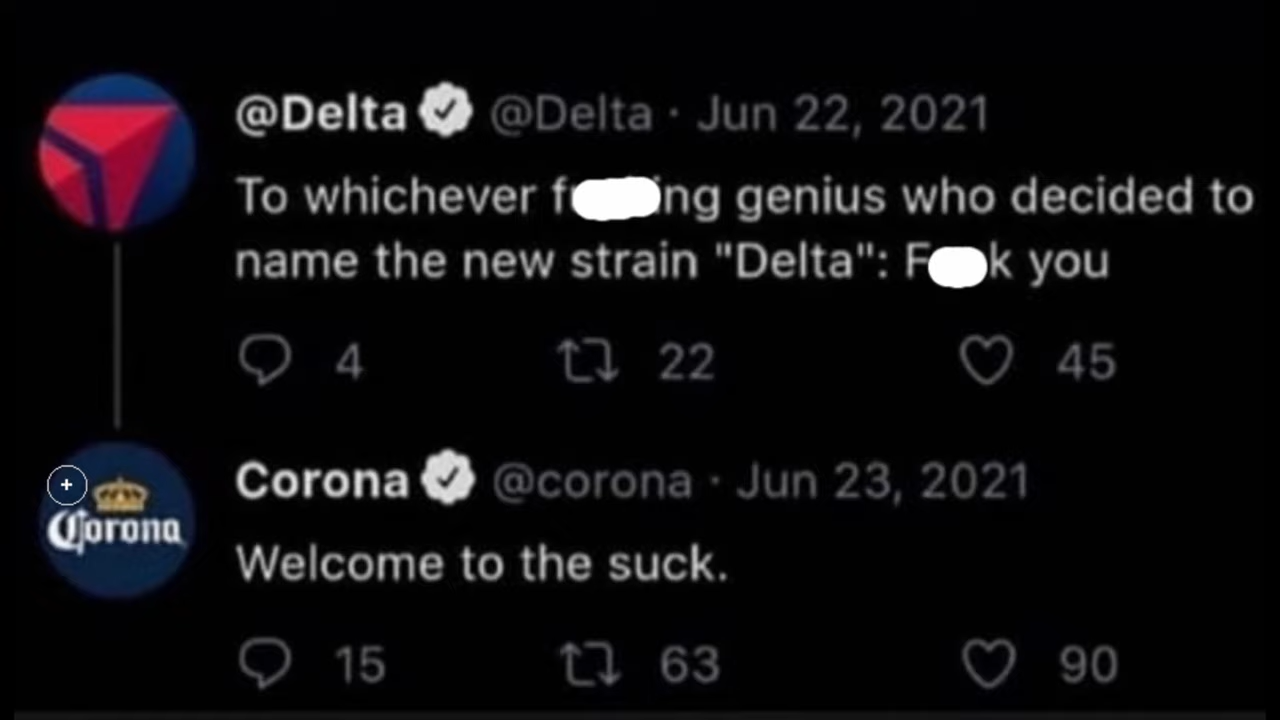 @Delta @Delta · Jun 22, 2021
To whichever f ing genius who decided to
name the new strain "Delta": F k you
4 22 45
Corona @corona · Jun 23, 2021
Corona
Welcome to the suck.
15 63 90